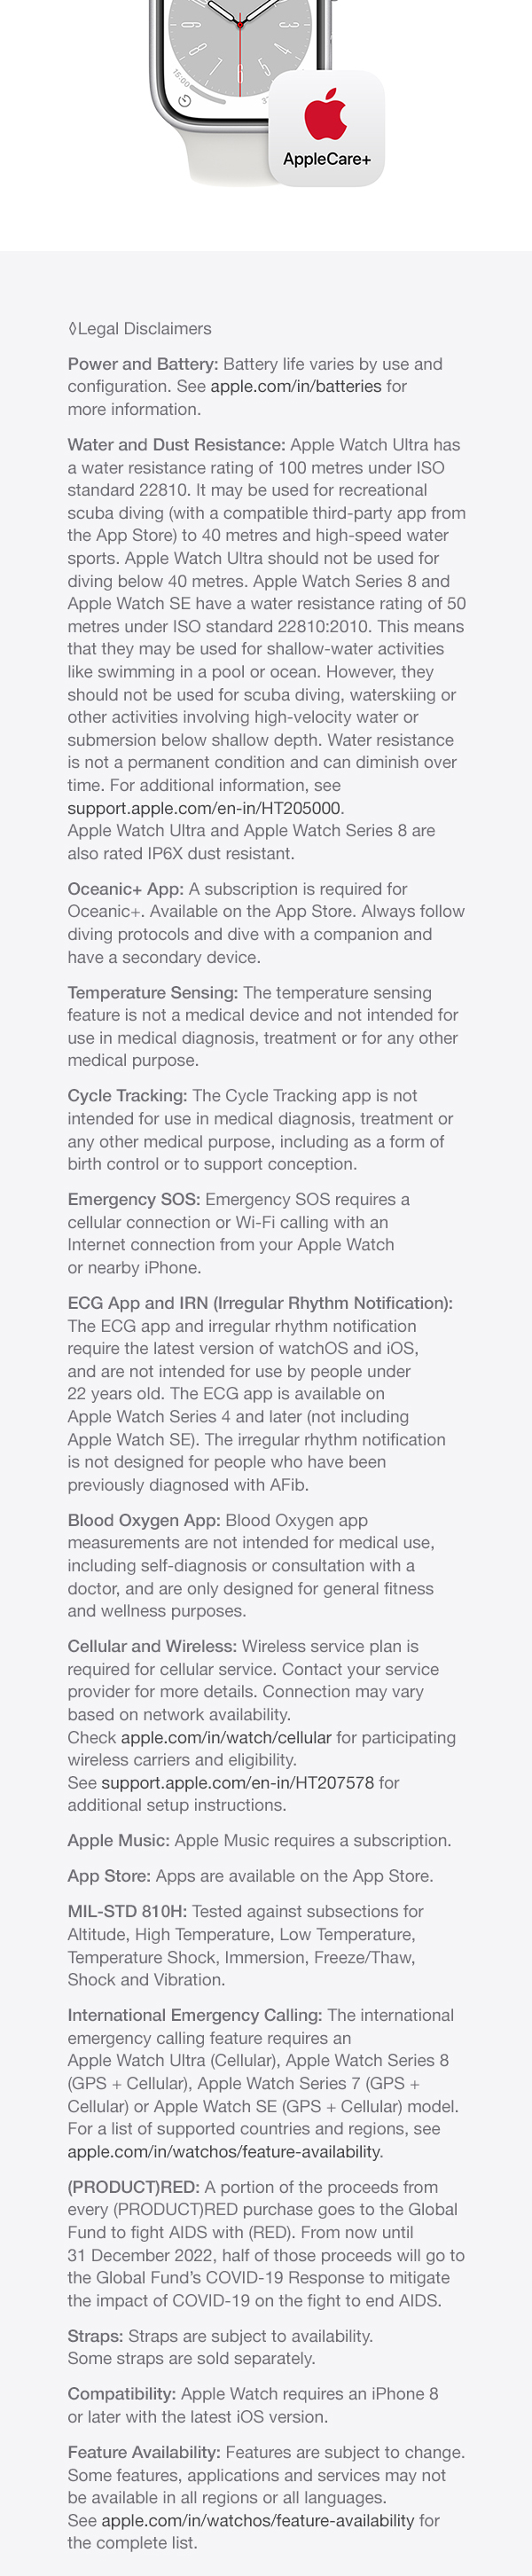 15:00
AppleCare+
◊Legal Disclaimers
Power and Battery: Battery life varies by use and
configuration. See apple.com/in/batteries for
more information.
Water and Dust Resistance: Apple Watch Ultra has
a water resistance rating of 100 metres under ISO
standard 22810. It may be used for recreational
scuba diving (with a compatible third-party app from
the App Store) to 40 metres and high-speed water
sports. Apple Watch Ultra should not be used for
diving below 40 metres. Apple Watch Series 8 and
Apple Watch SE have a water resistance rating of 50
metres under ISO standard 22810:2010. This means
that they may be used for shallow-water activities
like swimming in a pool or ocean. However, they
should not be used for scuba diving, waterskiing or
other activities involving high-velocity water or
submersion below shallow depth. Water resistance
is not a permanent condition and can diminish over
time. For additional information, see
support.apple.com/en-in/HT205000.
Apple Watch Ultra and Apple Watch Series 8 are
also rated IP6X dust resistant.
Oceanic+ App: A subscription is required for
Oceanic+. Available on the App Store. Always follow
diving protocols and dive with a companion and
have a secondary device.
Temperature Sensing: The temperature sensing
feature is not a medical device and not intended for
use in medical diagnosis, treatment or for any other
medical purpose.
Cycle Tracking: The Cycle Tracking app is not
intended for use in medical diagnosis, treatment or
any other medical purpose, including as a form of
birth control or to support conception.
Emergency SOS: Emergency SOS requires a
cellular connection or Wi-Fi calling with an
Internet connection from your Apple Watch
or nearby iPhone.
ECG App and IRN (Irregular Rhythm Notification):
The ECG app and irregular rhythm notification
require the latest version of watchOS and iOS,
and are not intended for use by people under
22 years old. The ECG app is available on
Apple Watch Series 4 and later (not including
Apple Watch SE). The irregular rhythm notification
is not designed for people who have been
previously diagnosed with AFib.
Blood Oxygen App: Blood Oxygen app
measurements are not intended for medical use,
including self-diagnosis or consultation with a
doctor, and are only designed for general fitness
and wellness purposes.
Cellular and Wireless: Wireless service plan is
required for cellular service. Contact your service
provider for more details. Connection may vary
based on network availability.
Check apple.com/in/watch/cellular for participating
wireless carriers and eligibility.
See support.apple.com/en-in/HT207578 for
additional setup instructions.
Apple Music: Apple Music requires a subscription.
App Store: Apps are available on the App Store.
MIL-STD 810H: Tested against subsections for
Altitude, High Temperature, Low Temperature,
Temperature Shock, Immersion, Freeze/Thaw,
Shock and Vibration.
International Emergency Calling: The international
emergency calling feature requires an
Apple Watch Ultra (Cellular), Apple Watch Series 8
(GPS + Cellular), Apple Watch Series 7 (GPS +
Cellular) or Apple Watch SE (GPS + Cellular) model.
For a list of supported countries and regions, see
apple.com/in/watchos/feature-availability.
(PRODUCT)RED: A portion of the proceeds from
every (PRODUCT)RED purchase goes to the Global
Fund to fight AIDS with (RED). From now until
31 December 2022, half of those proceeds will go to
the Global Fund's COVID-19 Response to mitigate
the impact of COVID-19 on the fight to end AIDS.
Straps: Straps are subject to availability.
Some straps are sold separately.
Compatibility: Apple Watch requires an iPhone 8
or later with the latest iOS version.
Feature Availability: Features are subject to change.
Some features, applications and services may not
be available in all regions or all languages.
See apple.com/in/watchos/feature-availability for
the complete list.